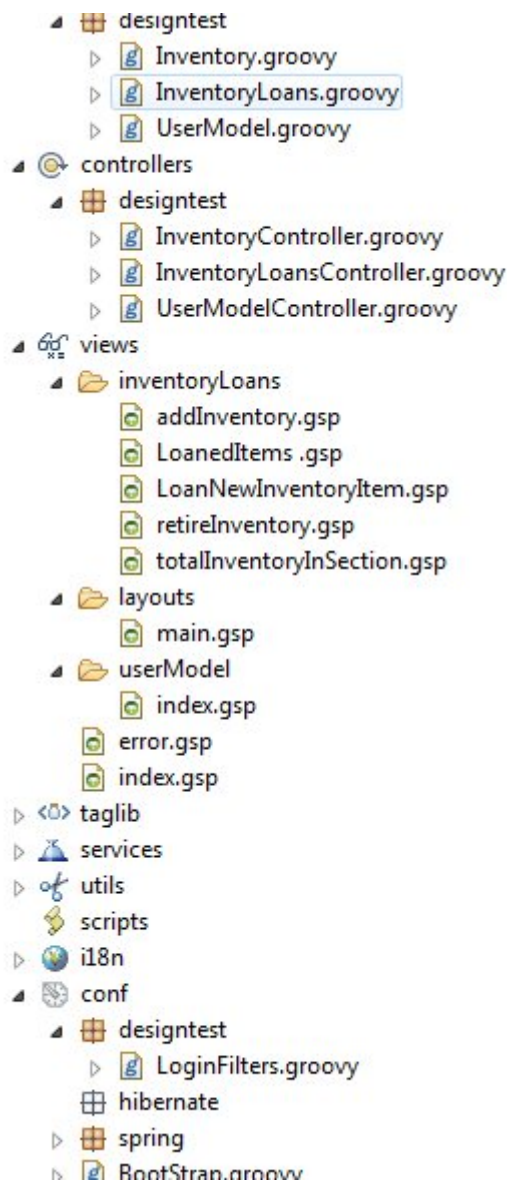 designtest
Inventory.groovy
InventoryLoans.groovy
UserModel.groovy
controllers
designtest
InventoryController.groovy
InventoryLoansController.groovy
UserModelController.groovy
views
inventoryLoans
addInventory.gsp
LoanedItems .gsp
LoanNewInventoryItem.gsp
retireInventory.gsp
totalInventoryInSection.gsp
layouts
main.gsp
userModel
index.gsp
error.gsp
index.gsp
taglib
services
utils
scripts
i18n
conf
designtest
LoginFilters.groovy
hibernate
spring
BootStrap.groovy